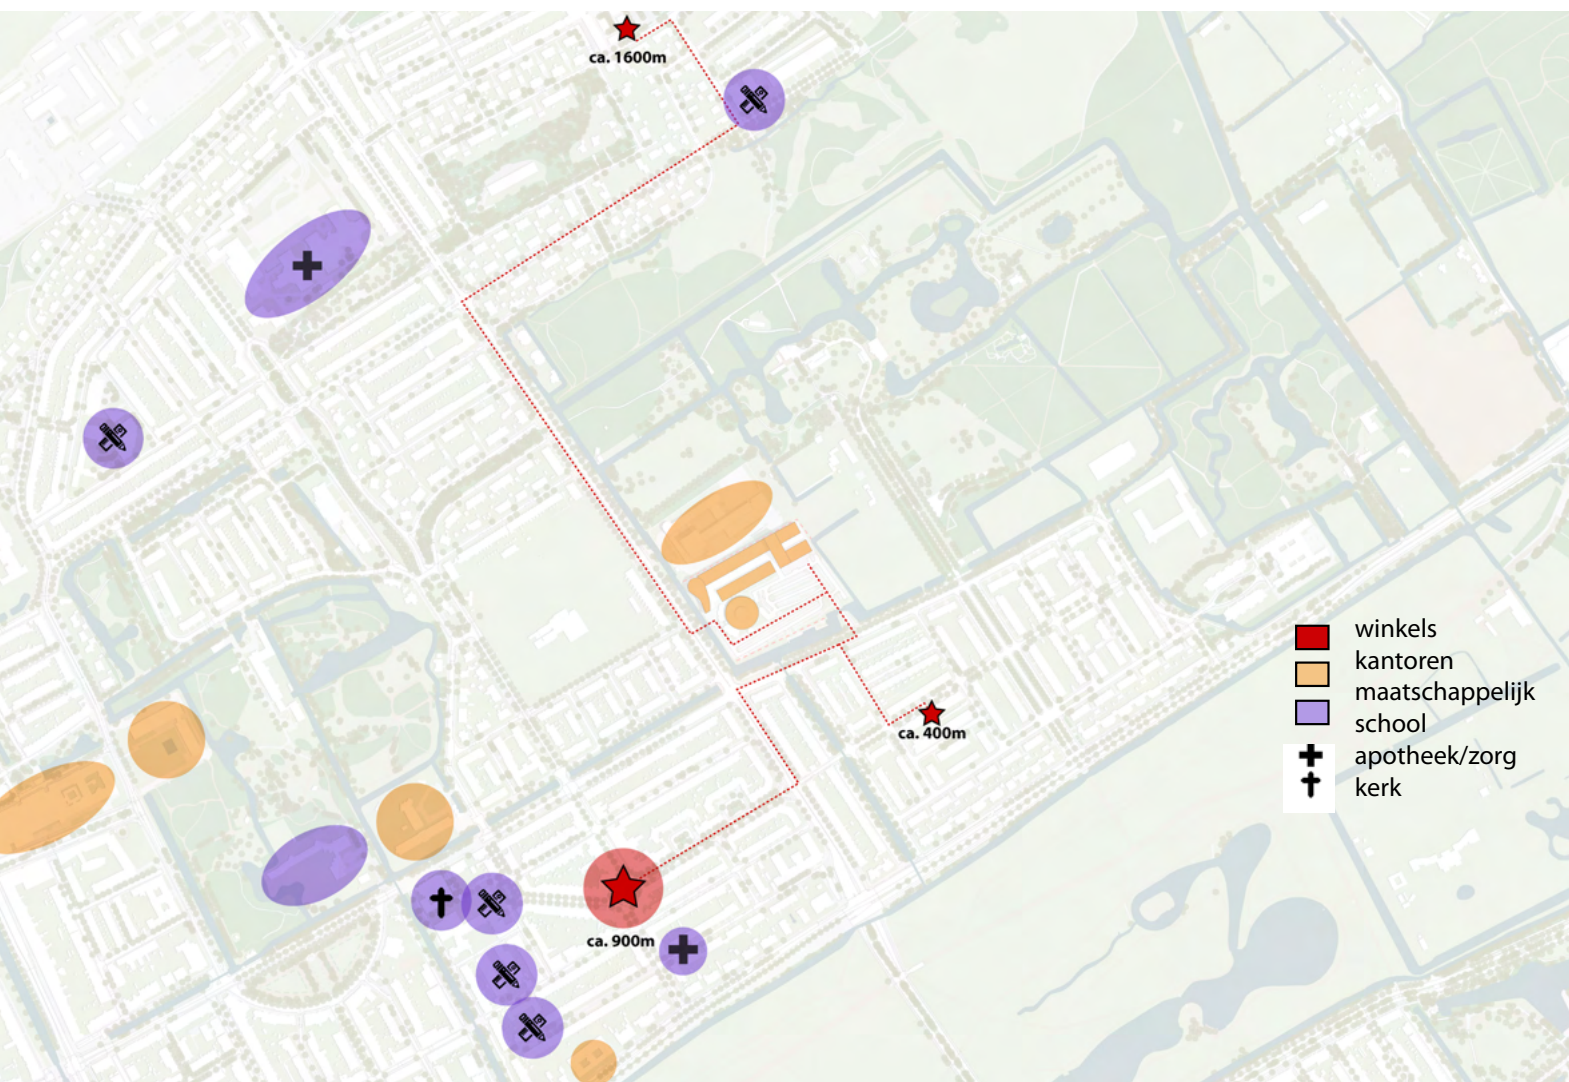 ca. 1600m
winkels
kantoren
maatschappelijk
school
apotheek/zorg
kerk
ca. 400m
ca. 900m